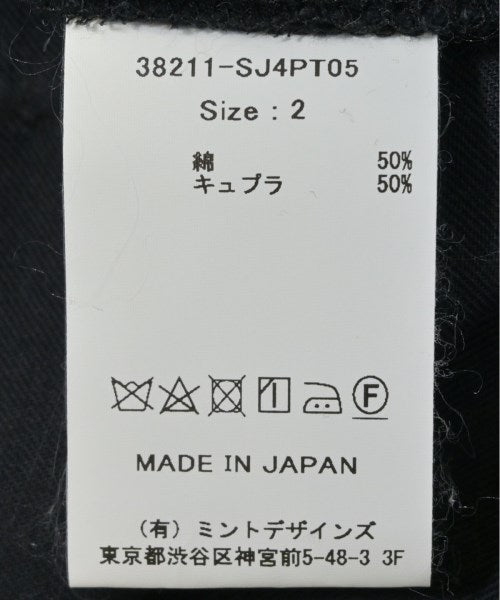 38211-SJ4PT05
Size : 2
綿 50%
キュプラ 50%
F
MADE IN JAPAN
（有）ミントデザインズ
東京都渋谷区神宮前5-48-3 3F